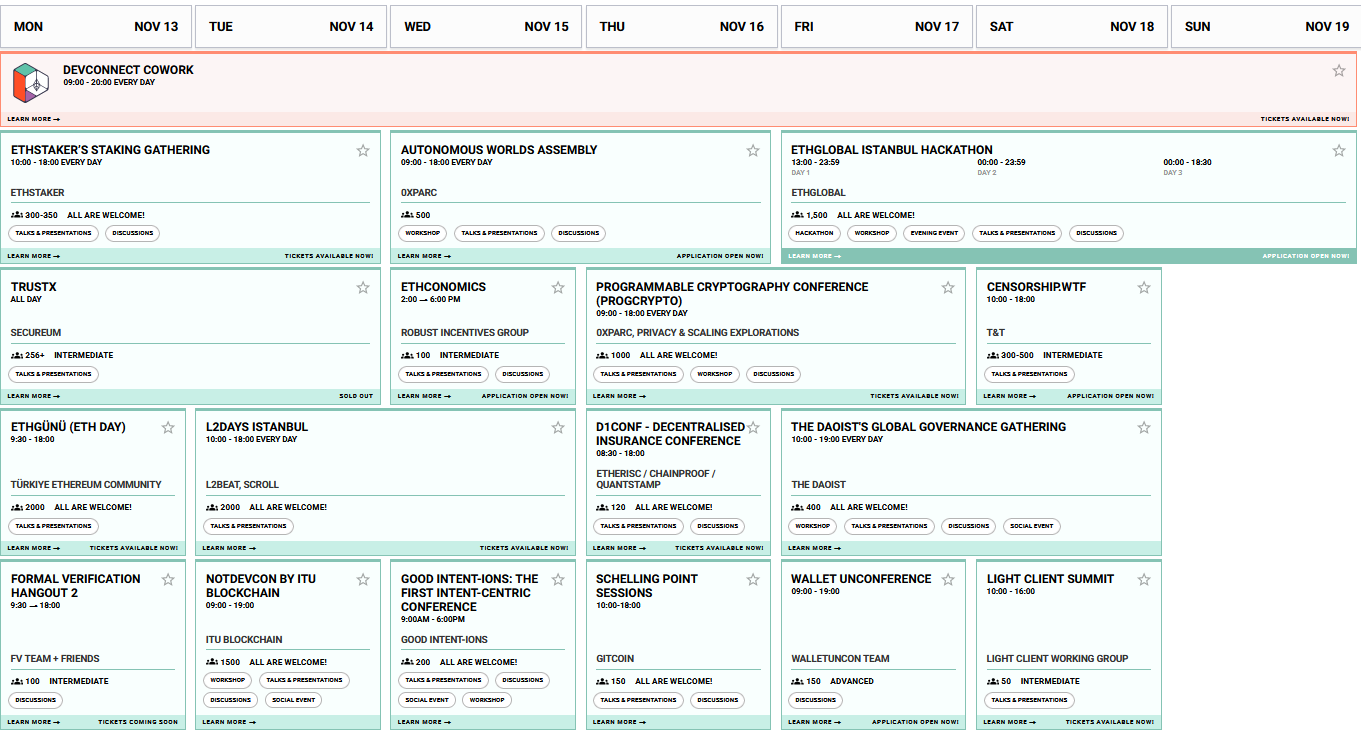 MON NOV 13 TUE NOV 14 WED NOV 15 THU NOV 16 FRI NOV 17 SAT NOV 18 SUN NOV 19
DEVCONNECT COWORK
09:00 - 20:00 EVERY DAY
LEARN MORE → TICKETS AVAILABLE NOW!
ETHSTAKER'S STAKING GATHERING
10:00 - 18:00 EVERY DAY
ETHSTAKER
300-350 ALL ARE WELCOME!
TALKS & PRESENTATIONS DISCUSSIONS
LEARN MORE → TICKETS AVAILABLE NOW!
AUTONOMOUS WORLDS ASSEMBLY
09:00 - 18:00 EVERY DAY
0XPARC
500
WORKSHOP TALKS & PRESENTATIONS DISCUSSIONS
LEARN MORE → APPLICATION OPEN NOW!
ETHGLOBAL ISTANBUL HACKATHON
13:00 - 23:59 00:00 - 23:59 00:00 - 18:30
DAY 1 DAY 2 DAY 3
ETHGLOBAL
1,500 ALL ARE WELCOME!
HACKATHON WORKSHOP EVENING EVENT TALKS & PRESENTATIONS DISCUSSIONS
LEARN MORE → APPLICATION OPEN NOW!
TRUSTX
ALL DAY
SECUREUM
256+ INTERMEDIATE
TALKS & PRESENTATIONS
LEARN MORE → SOLD OUT
ETHCONOMICS
2:00 → 6:00 PM
ROBUST INCENTIVES GROUP
100 INTERMEDIATE
TALKS & PRESENTATIONS DISCUSSIONS
LEARN MORE → APPLICATION OPEN NOW!
PROGRAMMABLE CRYPTOGRAPHY CONFERENCE
(PROGCRYPTO)
09:00 - 18:00 EVERY DAY
0XPARC, PRIVACY & SCALING EXPLORATIONS
1000 ALL ARE WELCOME!
TALKS & PRESENTATIONS WORKSHOP DISCUSSIONS
LEARN MORE → TICKETS AVAILABLE NOW!
CENSORSHIP.WTF
10:00 - 18:00
T&T
300-500 INTERMEDIATE
TALKS & PRESENTATIONS
LEARN MORE → APPLICATION OPEN NOW!
ETHGÜNÜ (ETH DAY)
9:30 - 18:00
TÜRKIYE ETHEREUM COMMUNITY
2000 ALL ARE WELCOME!
TALKS & PRESENTATIONS
LEARN MORE → TICKETS AVAILABLE NOW!
L2DAYS ISTANBUL
10:00 - 18:00 EVERY DAY
L2BEAT, SCROLL
2000 ALL ARE WELCOME!
TALKS & PRESENTATIONS
LEARN MORE → TICKETS AVAILABLE NOW!
D1CONF - DECENTRALISED
INSURANCE CONFERENCE
08:30 - 18:00
ETHERISC / CHAINPROOF /
QUANTSTAMP
120 ALL ARE WELCOME!
TALKS & PRESENTATIONS DISCUSSIONS
LEARN MORE → TICKETS AVAILABLE NOW!
THE DAOIST'S GLOBAL GOVERNANCE GATHERING
10:00 - 19:00 EVERY DAY
THE DAOIST
400 ALL ARE WELCOME!
WORKSHOP TALKS & PRESENTATIONS DISCUSSIONS SOCIAL EVENT
LEARN MORE →
FORMAL VERIFICATION
HANGOUT 2
9:30 → 18:00
FV TEAM + FRIENDS
100 INTERMEDIATE
DISCUSSIONS
LEARN MORE → TICKETS COMING SOON
NOTDEVCON BY ITU
BLOCKCHAIN
09:00 - 19:00
ITU BLOCKCHAIN
1500 ALL ARE WELCOME!
WORKSHOP TALKS & PRESENTATIONS
DISCUSSIONS SOCIAL EVENT
LEARN MORE →
GOOD INTENT-IONS: THE
FIRST INTENT-CENTRIC
CONFERENCE
9:00AM - 6:00PM
GOOD INTENT-IONS
200 ALL ARE WELCOME!
TALKS & PRESENTATIONS DISCUSSIONS
SOCIAL EVENT WORKSHOP
LEARN MORE →
SCHELLING POINT
SESSIONS
10:00-18:00
GITCOIN
150 ALL ARE WELCOME!
TALKS & PRESENTATIONS DISCUSSIONS
LEARN MORE →
WALLET UNCONFERENCE
09:00 - 19:00
WALLETUNCON TEAM
150 ADVANCED
DISCUSSIONS
LEARN MORE → APPLICATION OPEN NOW!
LIGHT CLIENT SUMMIT
10:00 - 16:00
LIGHT CLIENT WORKING GROUP
50 INTERMEDIATE
TALKS & PRESENTATIONS
LEARN MORE → TICKETS AVAILABLE NOW!